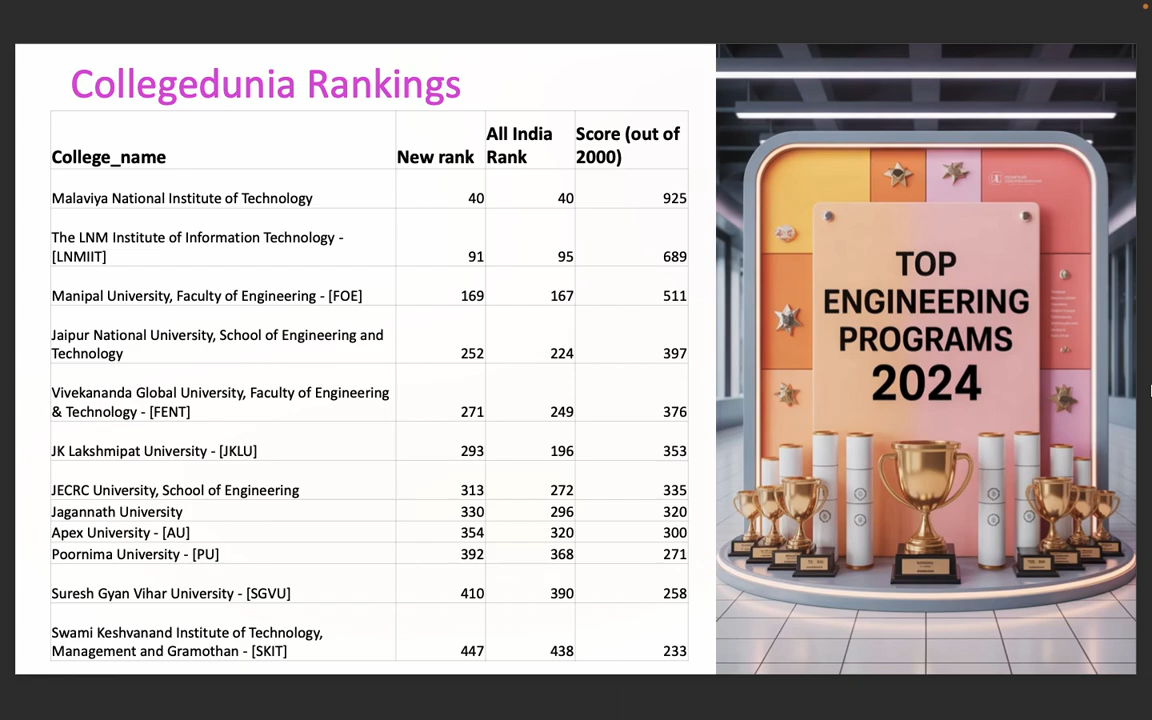 Collegedunia Rankings
College_name New rank All India Rank Score (out of 2000)
Malaviya National Institute of Technology 40 40 925
The LNM Institute of Information Technology -
[LNMIIT] 91 95 689
Manipal University, Faculty of Engineering - [FOE] 169 167 511
Jaipur National University, School of Engineering and
Technology 252 224 397
Vivekananda Global University, Faculty of Engineering
& Technology - [FENT] 271 249 376
JK Lakshmipat University - [JKLU] 293 196 353
JECRC University, School of Engineering 313 272 335
Jagannath University 330 296 320
Apex University - [AU] 354 320 300
Poornima University - [PU] 392 368 271
Suresh Gyan Vihar University - [SGVU] 410 390 258
Swami Keshvanand Institute of Technology,
Management and Gramothan - [SKIT] 447 438 233
TOP
ENGINEERING
PROGRAMS
2024